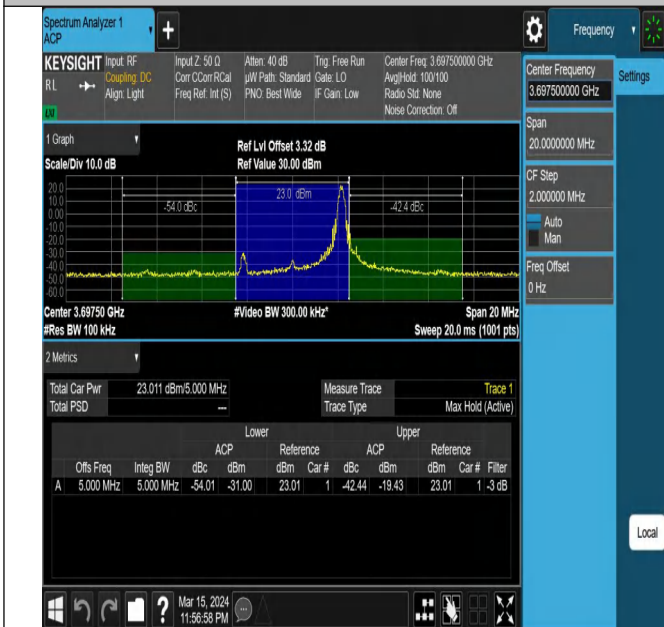 Spectrum Analyzer 1
ACP
+
Frequency
KEYSIGHT Input: RF
Coupling: DC
Align: Light
RL
LXI
Input Z: 50 Ω
Corr CCorr RCal
Freq Ref: Int (S)
Atten: 40 dB
µW Path: Standard
PNO: Best Wide
Trig: Free Run
Gate: LO
IF Gain: Low
Center Freq: 3.697500000 GHz
Avg|Hold: 100/100
Radio Std: None
Noise Correction: Off
Center Frequency
3.697500000 GHz
Settings
Span
20.0000000 MHz
CF Step
2.000000 MHz
Auto
Man
Freq Offset
0 Hz
Local
1 Graph
Scale/Div 10.0 dB
Ref Lvl Offset 3.32 dB
Ref Value 30.00 dBm
20.0
10.0
0.00
-10.0
-20.0
-30.0
-40.0
-50.0
-60.0
-54.0 dBc
23.0 dBm
-42.4 dBc
Center 3.69750 GHz
#Video BW 300.00 kHz*
Span 20 MHz
#Res BW 100 kHz
Sweep 20.0 ms (1001 pts)
2 Metrics
Total Car Pwr 23.011 dBm/5.000 MHz
Total PSD ---
Measure Trace Trace 1
Trace Type Max Hold (Active)
Lower Upper
ACP Reference ACP Reference
Offs Freq Integ BW dBc dBm dBm Car # dBc dBm dBm Car # Filter
A 5.000 MHz 5.000 MHz -54.01 -31.00 23.01 1 -42.44 -19.43 23.01 1 -3 dB
?
Mar 15, 2024
11:56:58 PM